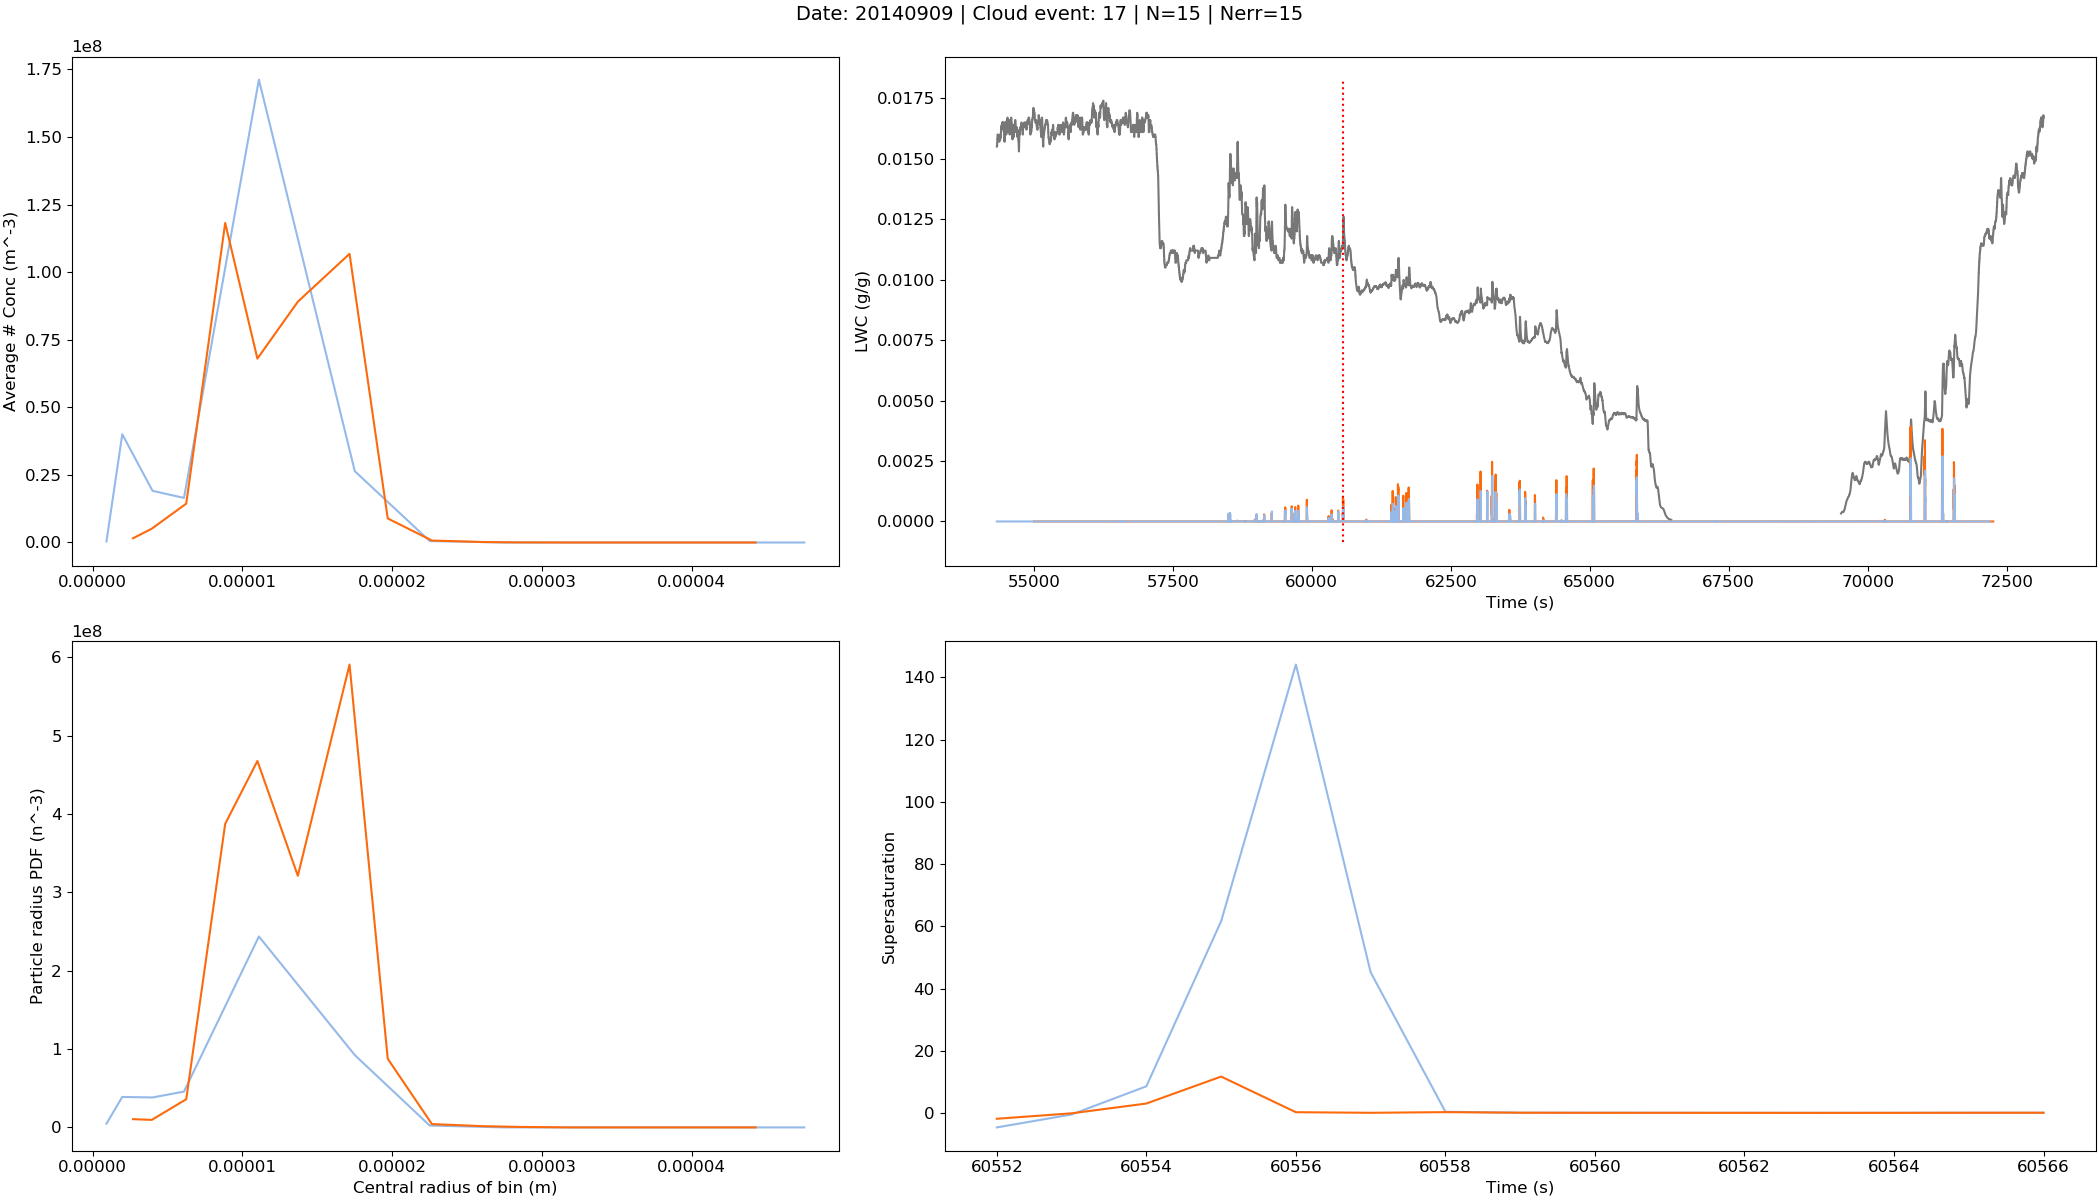 Date: 20140909 | Cloud event: 17 | N=15 | Nerr=15
1e8
1.75
1.50
1.25
1.00
0.75
0.50
0.25
0.00
Average # Conc (m^-3)
0.00000 0.00001 0.00002 0.00003 0.00004
0.0175
0.0150
0.0125
0.0100
0.0075
0.0050
0.0025
0.0000
LWC (g/g)
55000 57500 60000 62500 65000 67500 70000 72500
Time (s)
1e8
6
5
4
3
2
1
0
Particle radius PDF (n^-3)
0.00000 0.00001 0.00002 0.00003 0.00004
Central radius of bin (m)
140
120
100
80
60
40
20
0
Supersaturation
60552 60554 60556 60558 60560 60562 60564 60566
Time (s)